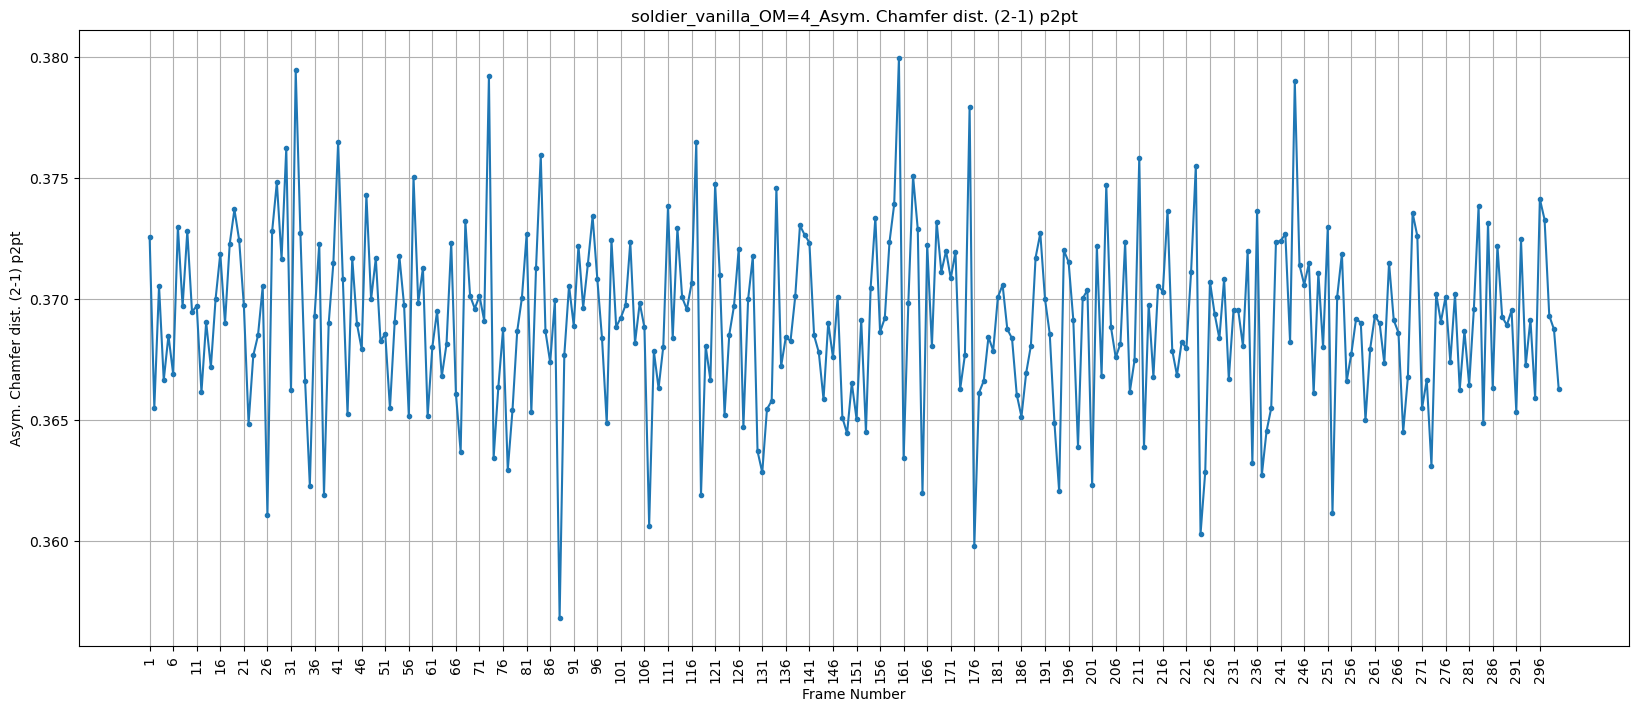 soldier_vanilla_OM=4_Asym. Chamfer dist. (2-1) p2pt
Asym. Chamfer dist. (2-1) p2pt
0.380
0.375
0.370
0.365
0.360
1 6 11 16 21 26 31 36 41 46 51 56 61 66 71 76 81 86 91 96 101 106 111 116 121 126 131 136 141 146 151 156 161 166 171 176 181 186 191 196 201 206 211 216 221 226 231 236 241 246 251 256 261 266 271 276 281 286 291 296
Frame Number